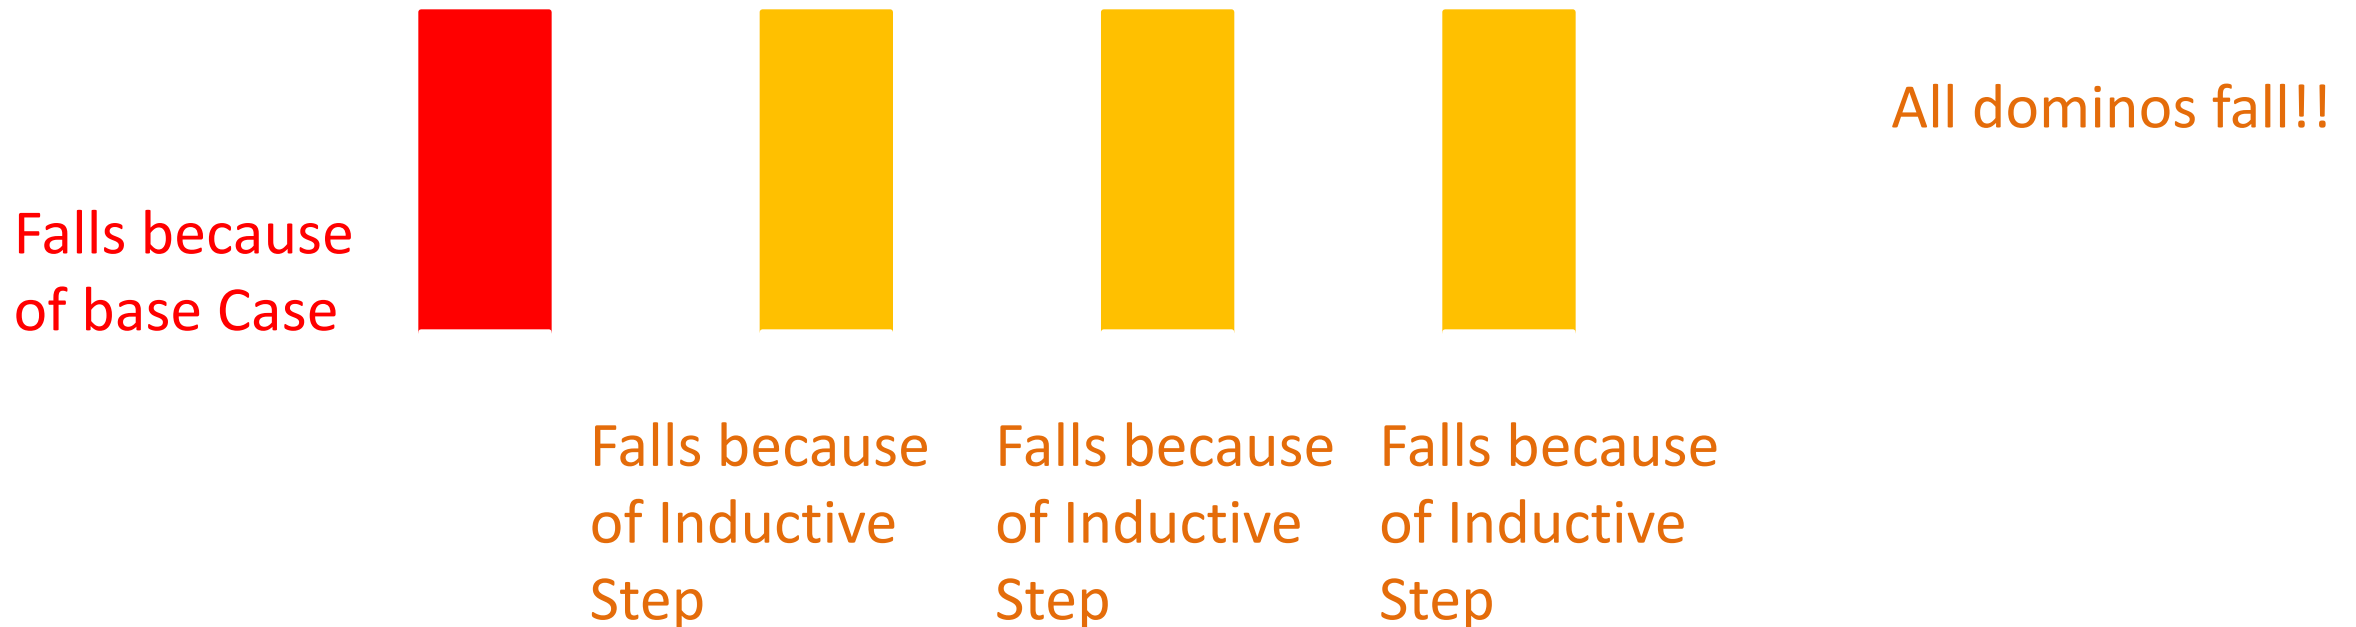 All dominos fall!!
Falls because
of base Case
Falls because
of Inductive
Step
Falls because
of Inductive
Step
Falls because
of Inductive
Step